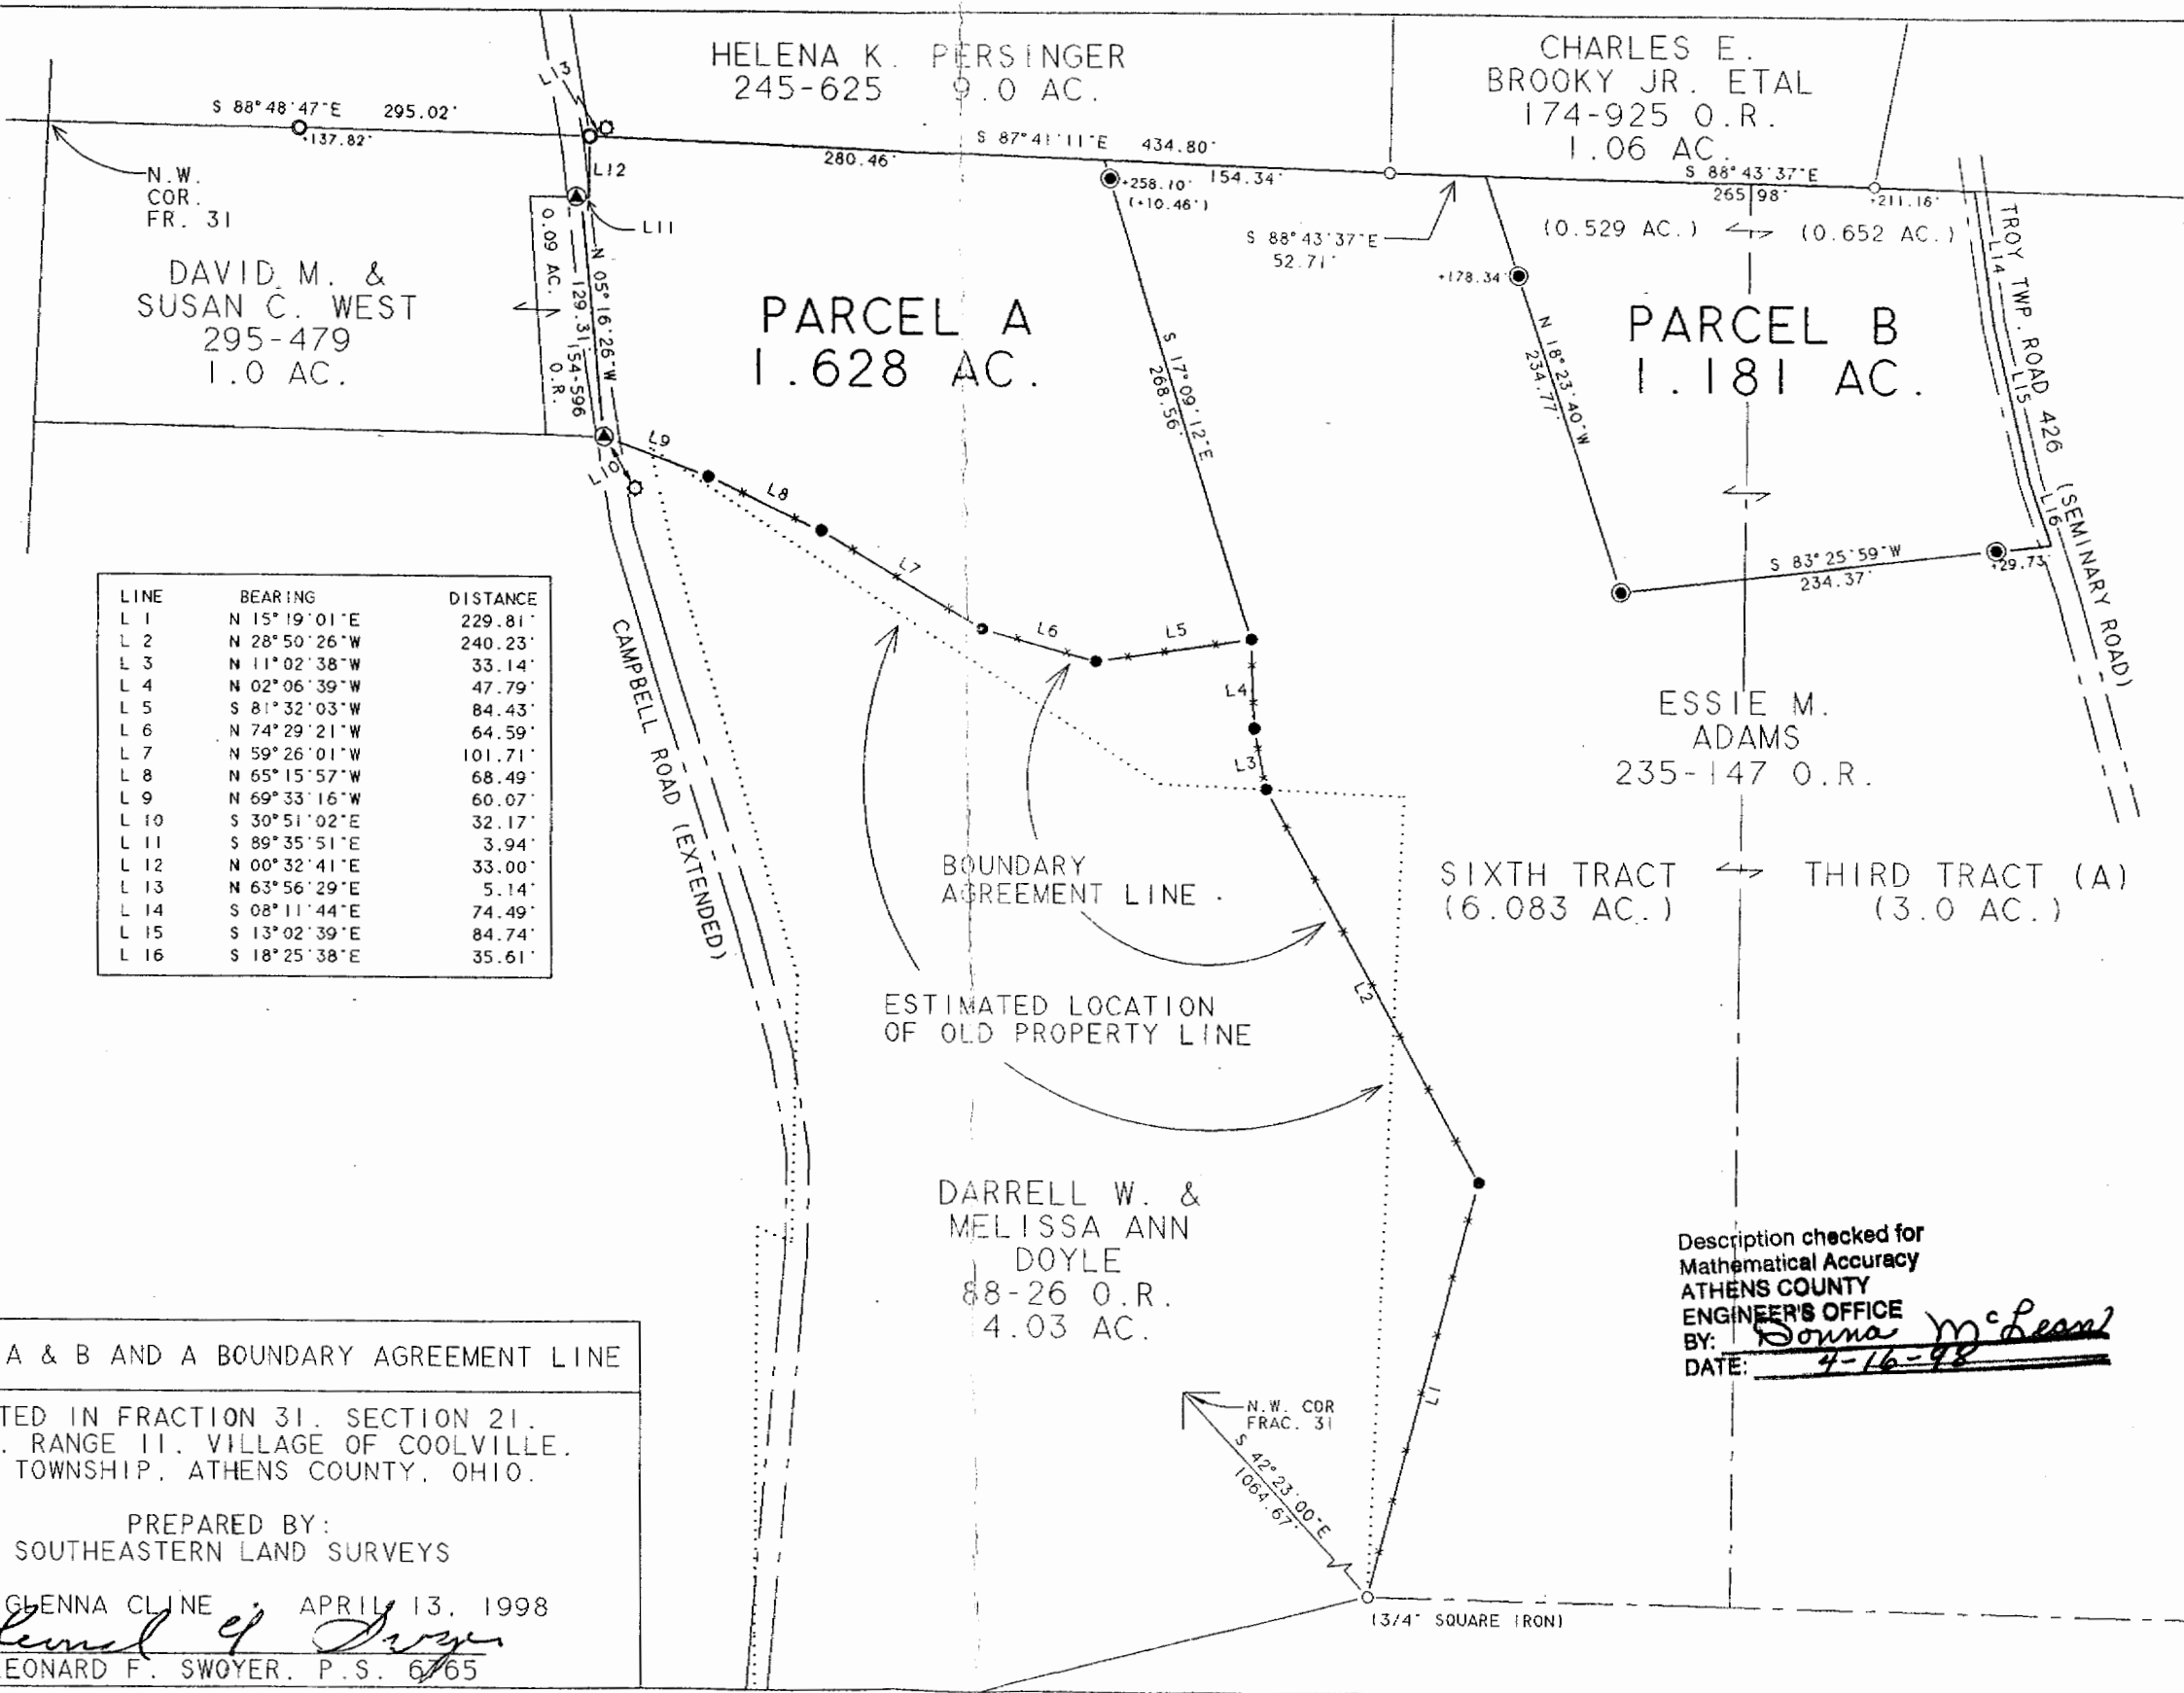 HELENA K. PERSINGER
245-625 9.0 AC.
CHARLES E.
BROOKY JR. ETAL
174-925 O.R.
1.06 AC.
L13
S 88°48'47"E 295.02'
+137.82'
S 87°41'11"E 434.80'
280.46'
154.34'
+258.10'
(+10.46')
S 88°43'37"E
265.98'
+211.16'
N.W.
COR.
FR. 31
L12
L11
S 88°43'37"E
52.71'
(0.529 AC.)
(0.652 AC.)
+178.34'
DAVID M. &
SUSAN C. WEST
295-479
1.0 AC.
0.09 AC.
154-596
O.R.
N 05°16'26"W
129.31'
PARCEL A
1.628 AC.
S 17°09'12"E
268.56'
N 18°23'40"W
234.77'
PARCEL B
1.181 AC.
TROY TWP. ROAD 426 (SEMINARY ROAD)
L14
L15
L16
L9
L10
L8
L7
L6
L5
L4
L3
S 83°25'59"W
234.37'
+29.73'
LINE BEARING DISTANCE
L 1 N 15°19'01"E 229.81'
L 2 N 28°50'26"W 240.23'
L 3 N 11°02'38"W 33.14'
L 4 N 02°06'39"W 47.79'
L 5 S 81°32'03"W 84.43'
L 6 N 74°29'21"W 64.59'
L 7 N 59°26'01"W 101.71'
L 8 N 65°15'57"W 68.49'
L 9 N 69°33'16"W 60.07'
L 10 S 30°51'02"E 32.17'
L 11 S 89°35'51"E 3.94'
L 12 N 00°32'41"E 33.00'
L 13 N 63°56'29"E 5.14'
L 14 S 08°11'44"E 74.49'
L 15 S 13°02'39"E 84.74'
L 16 S 18°25'38"E 35.61'
CAMPBELL ROAD (EXTENDED)
ESSIE M.
ADAMS
235-147 O.R.
BOUNDARY
AGREEMENT LINE
SIXTH TRACT
(6.083 AC.)
THIRD TRACT (A)
(3.0 AC.)
L2
ESTIMATED LOCATION
OF OLD PROPERTY LINE
DARRELL W. &
MELISSA ANN
DOYLE
88-26 O.R.
4.03 AC.
Description checked for
Mathematical Accuracy
ATHENS COUNTY
ENGINEER'S OFFICE
BY: Donna McLean
DATE: 4-16-98
L1
N.W. COR
FRAC. 31
S 42°23'00"E
1064.67'
(3/4" SQUARE IRON)
A & B AND A BOUNDARY AGREEMENT LINE
TED IN FRACTION 31, SECTION 21,
, RANGE 11, VILLAGE OF COOLVILLE,
TOWNSHIP, ATHENS COUNTY, OHIO.
PREPARED BY:
SOUTHEASTERN LAND SURVEYS
GLENNA CLINE APRIL 13, 1998
LEONARD F. SWOYER, P.S. 6765